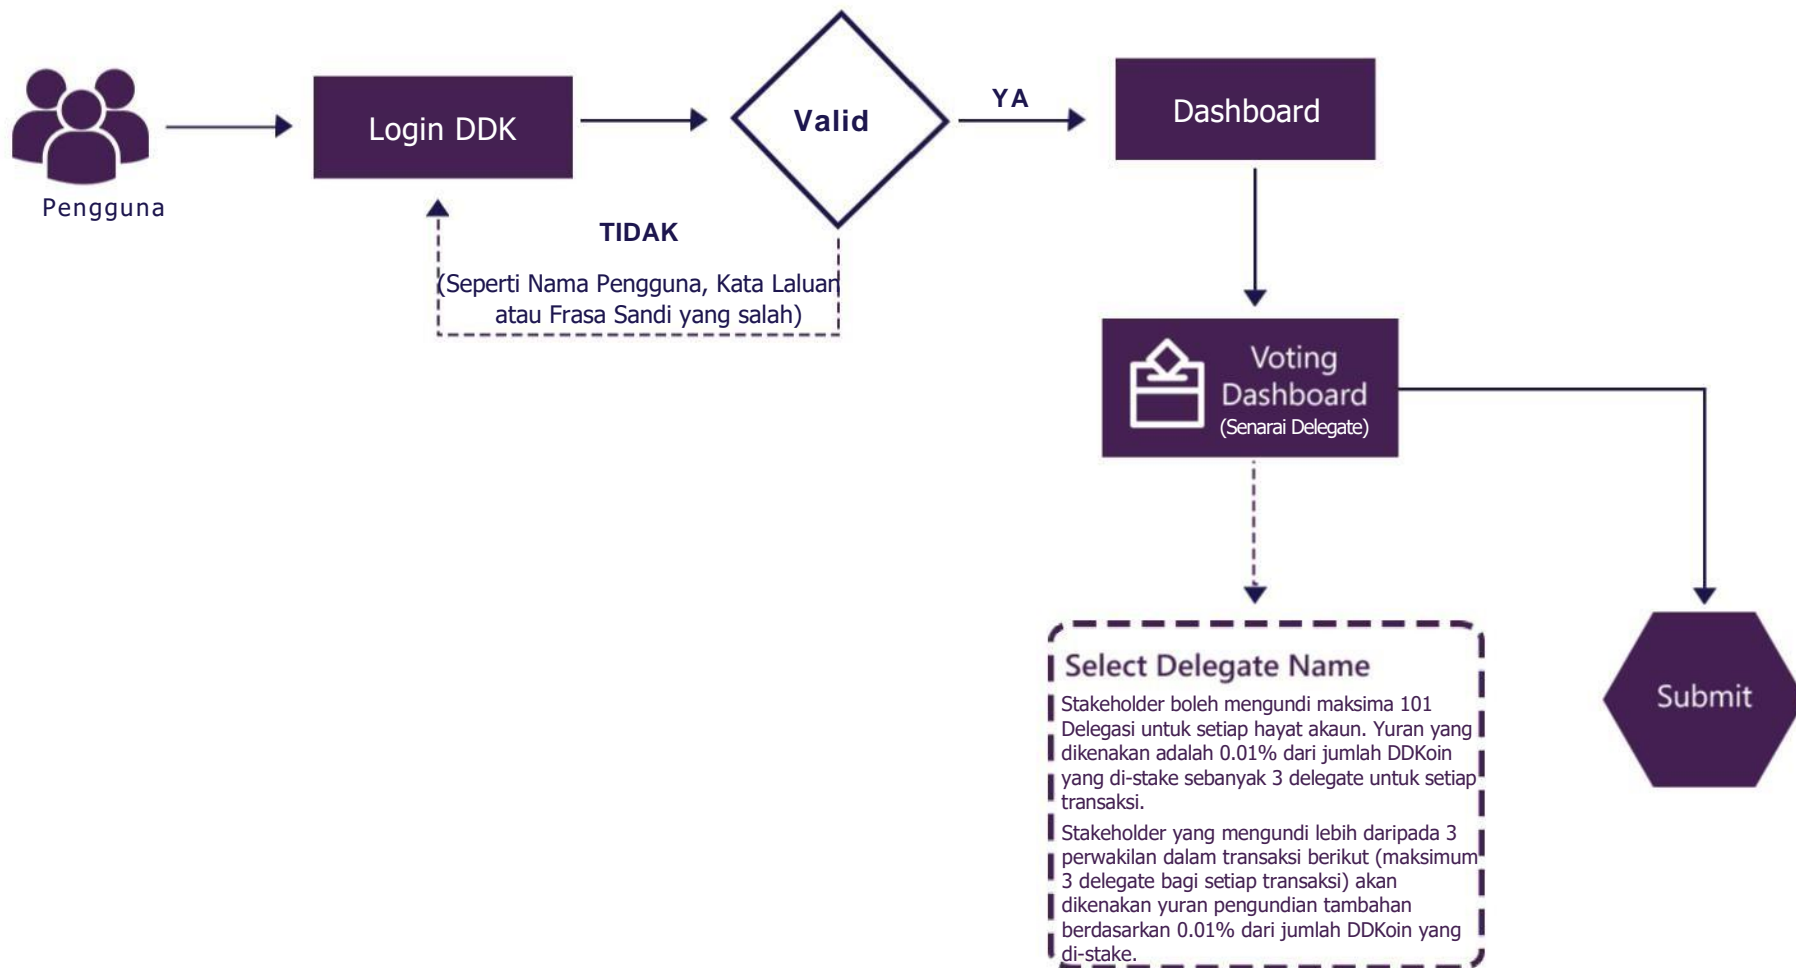 Pengguna
Login DDK
Valid
YA
Dashboard
TIDAK
(Seperti Nama Pengguna, Kata Laluan
atau Frasa Sandi yang salah)
Voting
Dashboard
(Senarai Delegate)
Select Delegate Name
Stakeholder boleh mengundi maksima 101
Delegasi untuk setiap hayat akaun. Yuran yang
dikenakan adalah 0.01% dari jumlah DDKoin
yang di-stake sebanyak 3 delegate untuk setiap
transaksi.
Stakeholder yang mengundi lebih daripada 3
perwakilan dalam transaksi berikut (maksimum
3 delegate bagi setiap transaksi) akan
dikenakan yuran pengundian tambahan
berdasarkan 0.01% dari jumlah DDKoin yang
di-stake.
Submit